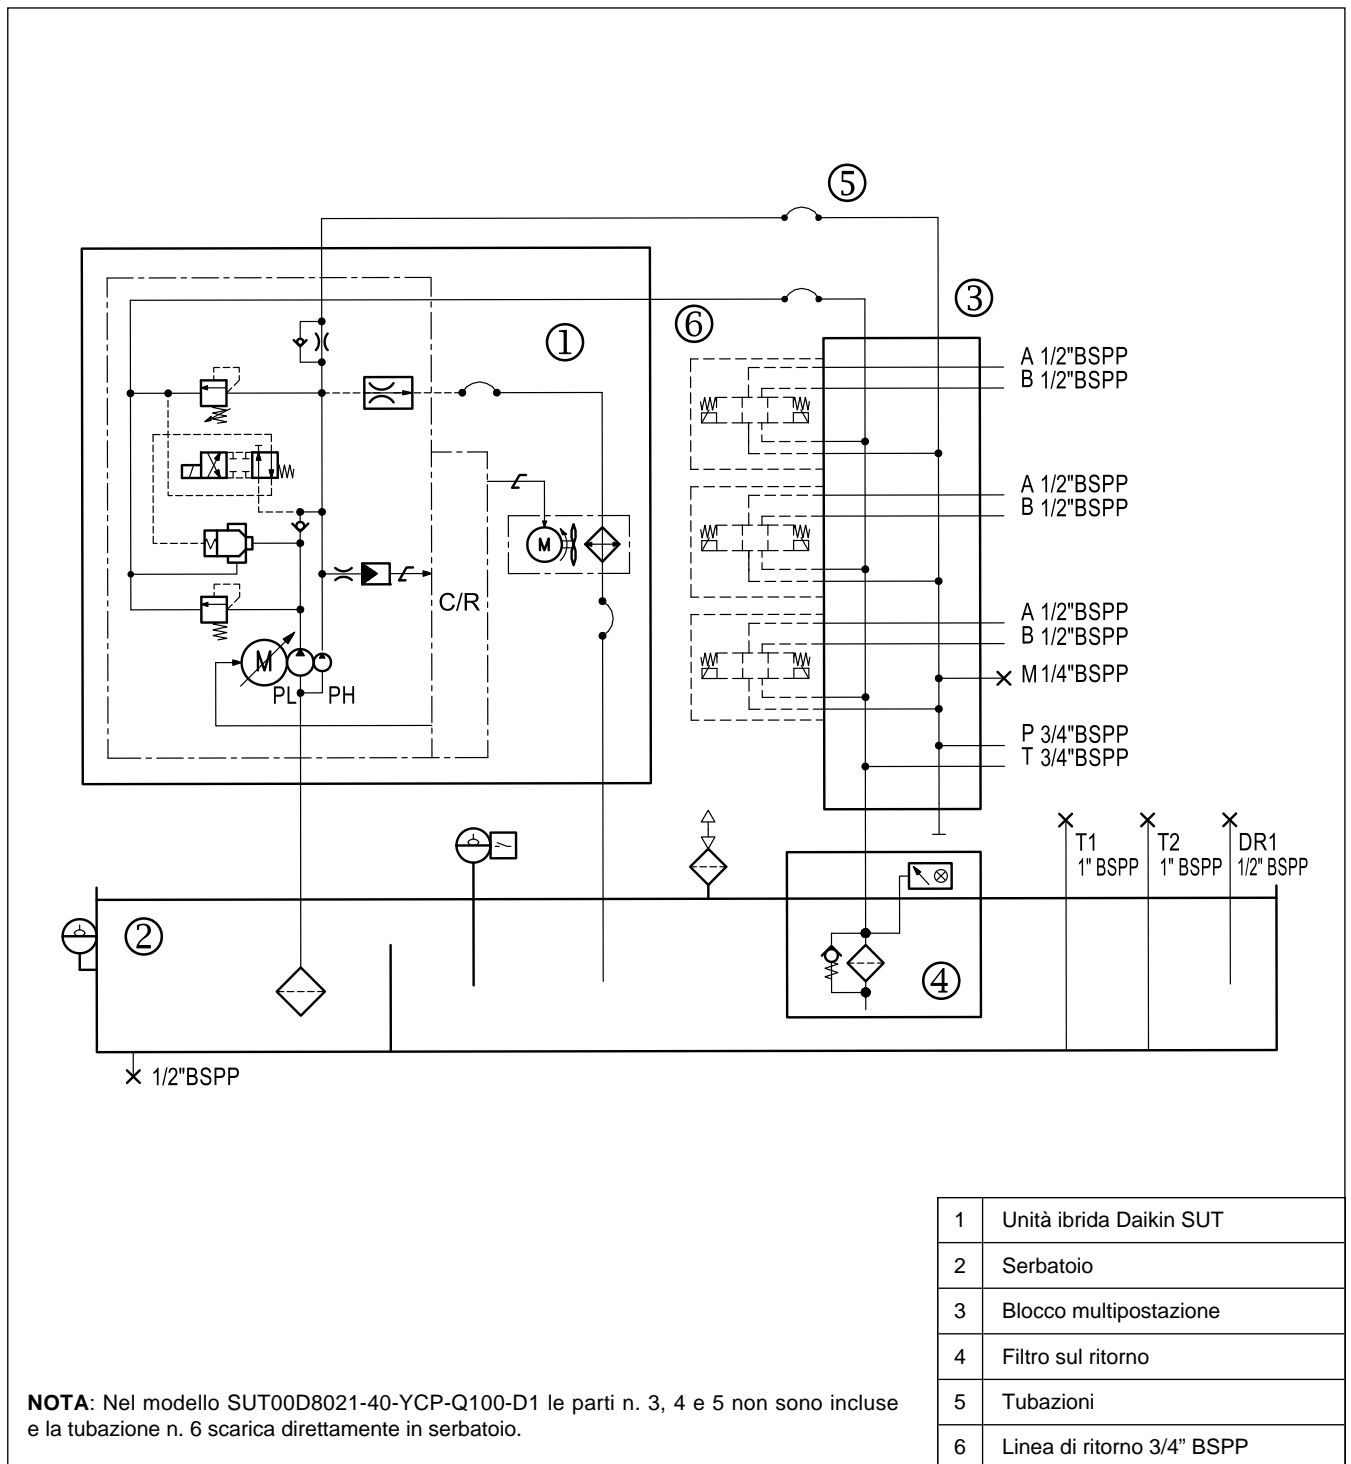 5
3
6
1
A 1/2"BSPP
B 1/2"BSPP
A 1/2"BSPP
B 1/2"BSPP
C/R
A 1/2"BSPP
B 1/2"BSPP
M
M
M 1/4"BSPP
PL PH
P 3/4"BSPP
T 3/4"BSPP
T1
1" BSPP
T2
1" BSPP
DR1
1/2" BSPP
2
4
1/2"BSPP
1 Unità ibrida Daikin SUT
2 Serbatoio
3 Blocco multipostazione
4 Filtro sul ritorno
5 Tubazioni
6 Linea di ritorno 3/4” BSPP
NOTA: Nel modello SUT00D8021-40-YCP-Q100-D1 le parti n. 3, 4 e 5 non sono incluse
e la tubazione n. 6 scarica direttamente in serbatoio.